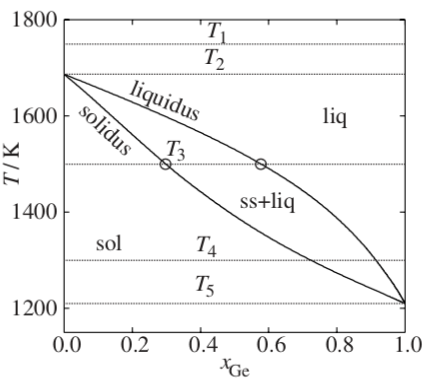 1800
T1
T2
liquidus
1600
liq
solidus
T3
T / K
ss+liq
1400
sol
T4
T5
1200
0.0 0.2 0.4 0.6 0.8 1.0
xGe